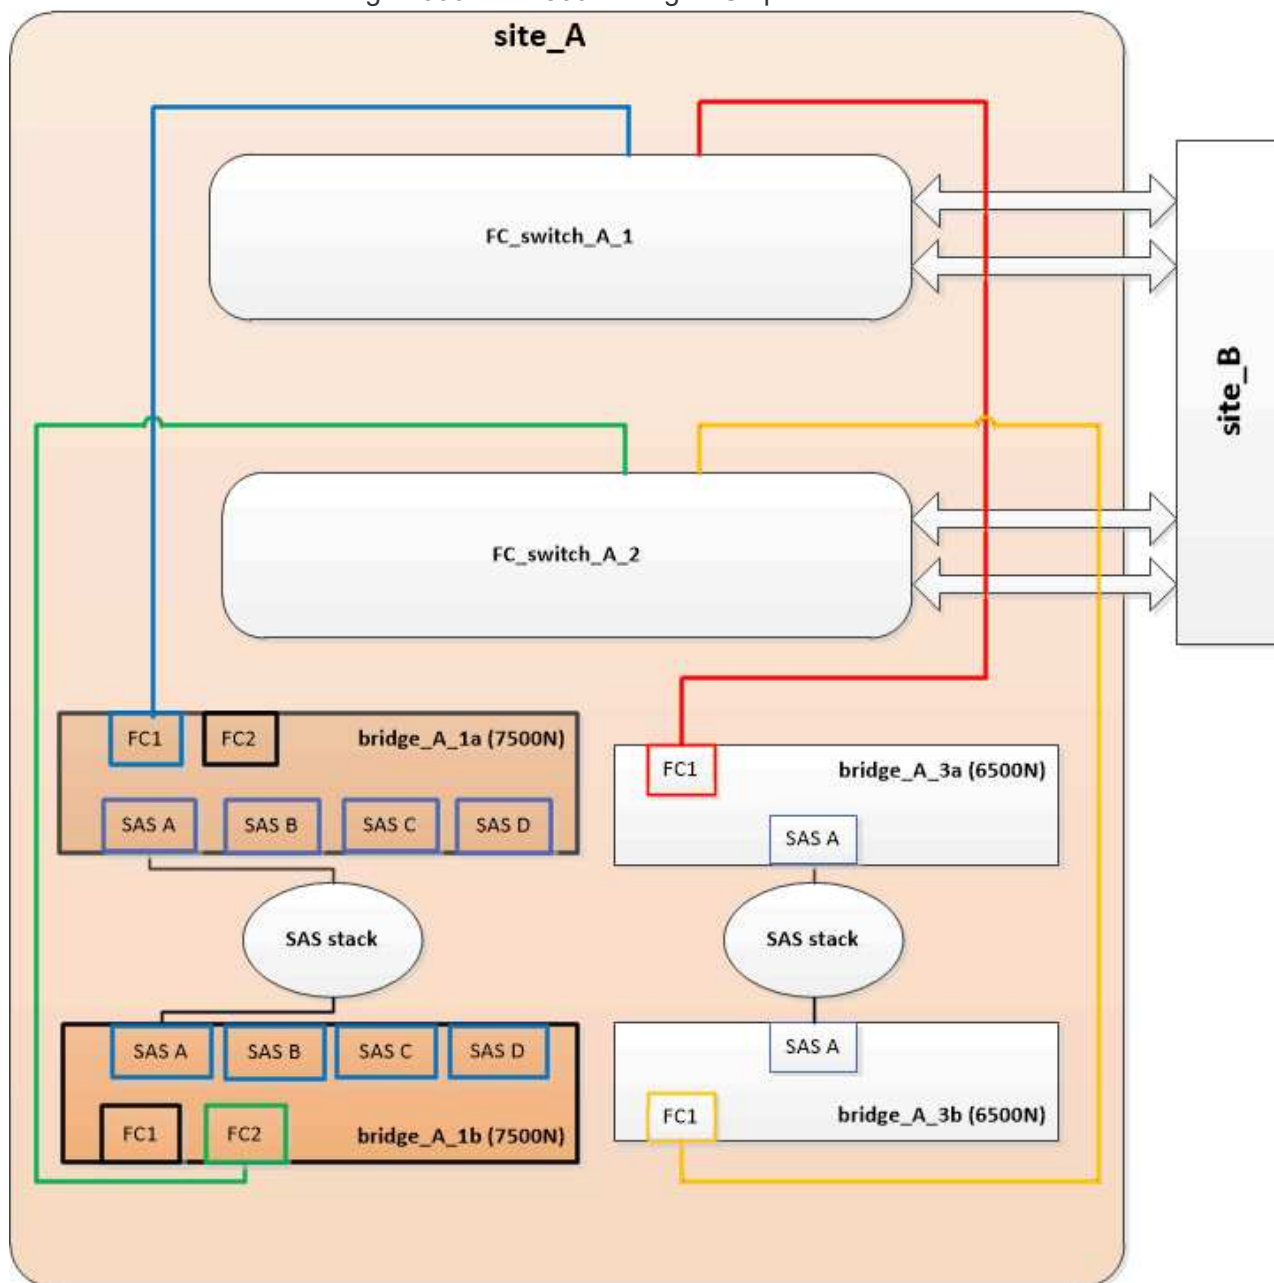 site_A
FC_switch_A_1
site_B
FC_switch_A_2
FC1
FC2
bridge_A_1a (7500N)
SAS A
SAS B
SAS C
SAS D
FC1
bridge_A_3a (6500N)
SAS A
SAS stack
SAS stack
SAS A
SAS B
SAS C
SAS D
FC1
FC2
bridge_A_1b (7500N)
SAS A
FC1
bridge_A_3b (6500N)